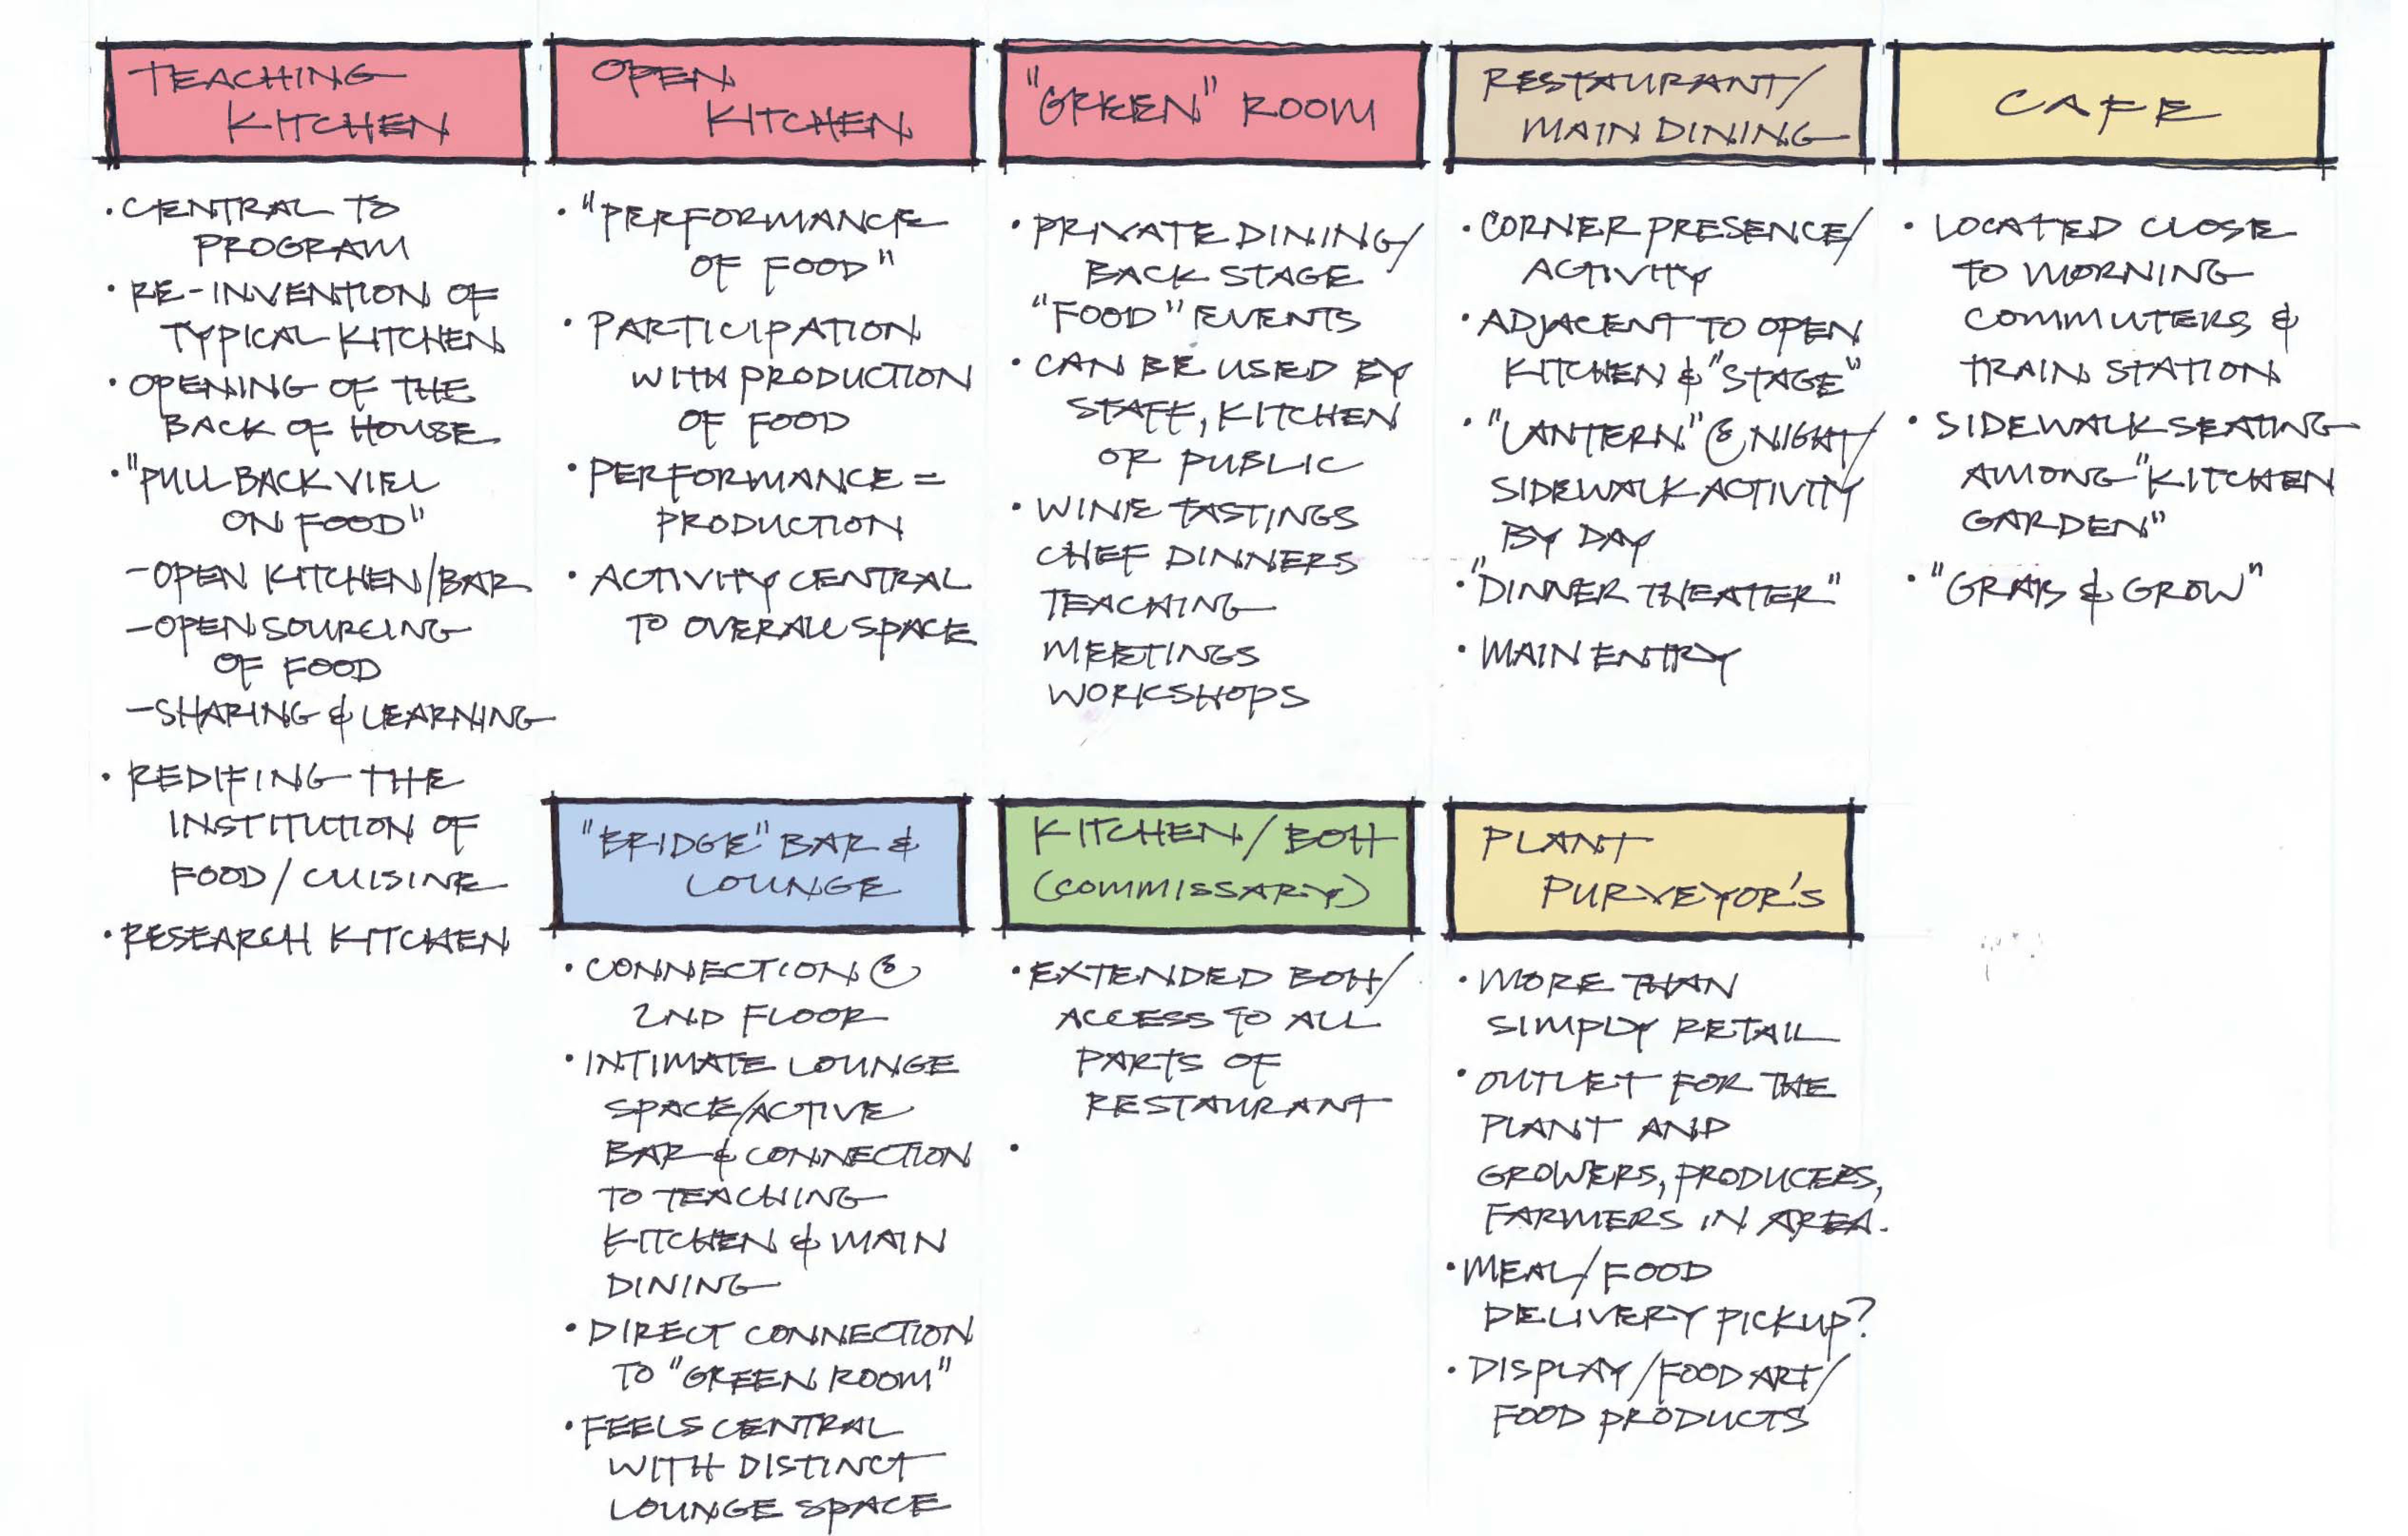 TEACHING
KITCHEN
• CENTRAL TO
PROGRAM
• RE-INVENTION OF
TYPICAL KITCHEN
• OPENING OF THE
BACK OF HOUSE
• "PULL BACK VIEL
ON FOOD"
- OPEN KITCHEN/BAR
- OPEN SOURCING
OF FOOD
- SHARING & LEARNING
• REDIFING THE
INSTITUTION OF
FOOD/CUISINE
• RESEARCH KITCHEN
OPEN
KITCHEN
• "PERFORMANCE
OF FOOD"
• PARTICIPATION
WITH PRODUCTION
OF FOOD
• PERFORMANCE =
PRODUCTION
• ACTIVITY CENTRAL
TO OVERALL SPACE
"GREEN" ROOM
• PRIVATE DINING/
BACK STAGE
"FOOD" EVENTS
• CAN BE USED BY
STAFF, KITCHEN
OR PUBLIC
• WINE TASTINGS
CHEF DINNERS
TEACHING
MEETINGS
WORKSHOPS
RESTAURANT/
MAIN DINING
• CORNER PRESENCE/
ACTIVITY
• ADJACENT TO OPEN
KITCHEN & "STAGE"
• "LANTERN" @ NIGHT/
SIDEWALK ACTIVITY
BY DAY
• "DINNER THEATER"
• MAIN ENTRY
CAFE
• LOCATED CLOSE
TO MORNING
COMMUTERS &
TRAIN STATION
• SIDEWALK SEATING
AMONG "KITCHEN
GARDEN"
• "GRAB & GROW"
"BRIDGE" BAR &
LOUNGE
• CONNECTION @
2ND FLOOR
• INTIMATE LOUNGE
SPACE/ACTIVE
BAR & CONNECTION
TO TEACHING
KITCHEN & MAIN
DINING
• DIRECT CONNECTION
TO "GREEN ROOM"
• FEELS CENTRAL
WITH DISTINCT
LOUNGE SPACE
KITCHEN/BOH
(COMMISSARY)
• EXTENDED BOH/
ACCESS TO ALL
PARTS OF
RESTAURANT
•
PLANT
PURVEYOR'S
• MORE THAN
SIMPLY RETAIL
• OUTLET FOR THE
PLANT AND
GROWERS, PRODUCERS,
FARMERS IN AREA.
• MEAL/FOOD
DELIVERY PICKUP?
• DISPLAY/FOOD ART/
FOOD PRODUCTS